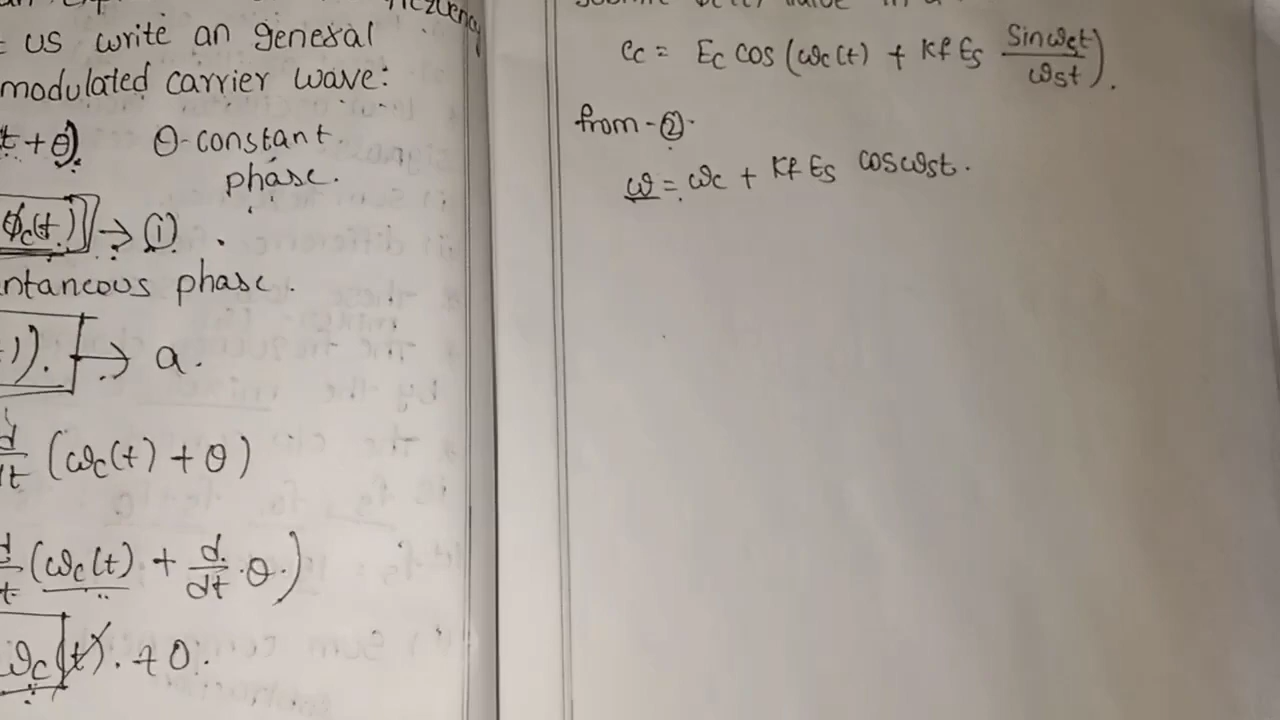 us write an general
modulated carrier wave:
t + θ) θ-constant
phase.
ϕc(t)] → ①
ntaneous phase.
). → a.
d/dt (ωc(t) + θ)
d/dt (ωc(t) + d/dt · θ·)
ωc(t) · + 0.
ec = Ec cos (ωc(t) + Kf Es Sinωst/ωst).
from - ② -
ω = ωc + Kf Es cosωst.